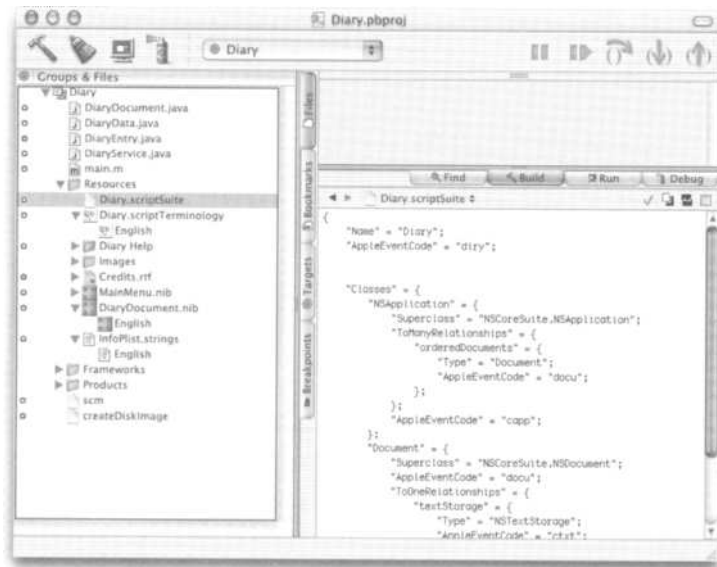 Diary.pbproj
Diary
Groups & Files
Diary
DiaryDocument.java
DiaryData.java
DiaryEntry.java
DiaryService.java
main.m
Resources
Diary.scriptSuite
Diary.scriptTerminology
English
Diary Help
Images
Credits.rtf
MainMenu.nib
DiaryDocument.nib
English
InfoPlist.strings
English
Frameworks
Products
scm
createDiskImage
Files
Bookmarks
Targets
Breakpoints
Find
Build
Run
Debug
Diary.scriptSuite
{
"Name" = "Diary";
"AppleEventCode" = "diry";
"Classes" = {
"NSApplication" = {
"Superclass" = "NSCoreSuite.NSApplication";
"ToManyRelationships" = {
"orderedDocuments" = {
"Type" = "Document";
"AppleEventCode" = "docu";
};
};
"AppleEventCode" = "capp";
};
"Document" = {
"Superclass" = "NSCoreSuite.NSDocument";
"AppleEventCode" = "docu";
"ToOneRelationships" = {
"textStorage" = {
"Type" = "NSTextStorage";
"AppleEventCode" = "ctxt";